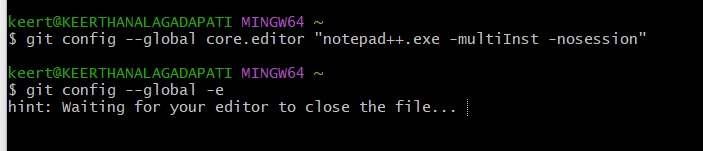 keert@KEERTHANALAGADAPATI MINGW64 ~
$ git config --global core.editor "notepad++.exe -multiInst -nosession"
keert@KEERTHANALAGADAPATI MINGW64 ~
$ git config --global -e
hint: Waiting for your editor to close the file...